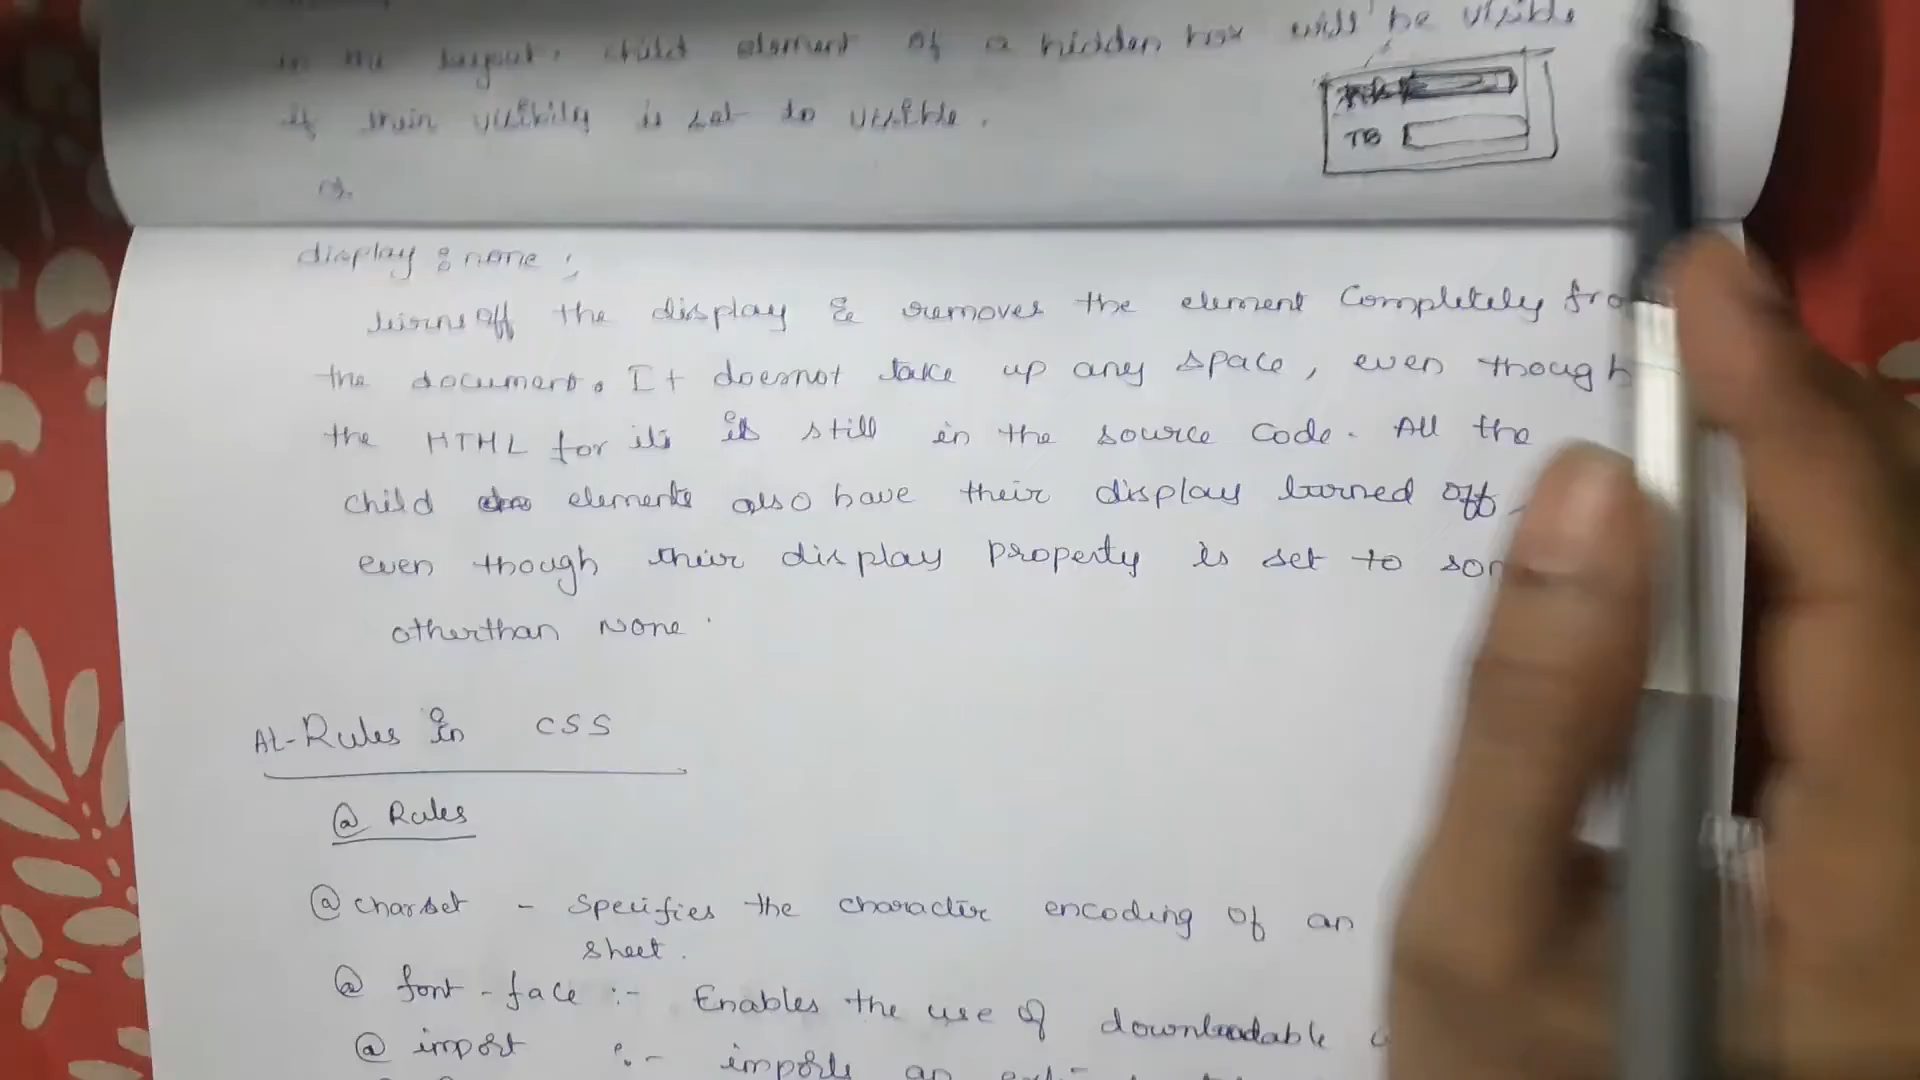 in the layout. child element of a hidden box will be visible
if their visibility is set to visible.
TB
display : none ;
turns off the display & removes the element Completely fro
the document. It doesnot take up any space, even though
the HTML for its is still in the source code. All the
child elements also have their display turned off
even though their display property is set to som
otherthan None.
At-Rules in CSS
@ Rules
@ charset - specifies the character encoding of an
sheet.
@ font-face :- Enables the use of downloadable
@ import :- imports an